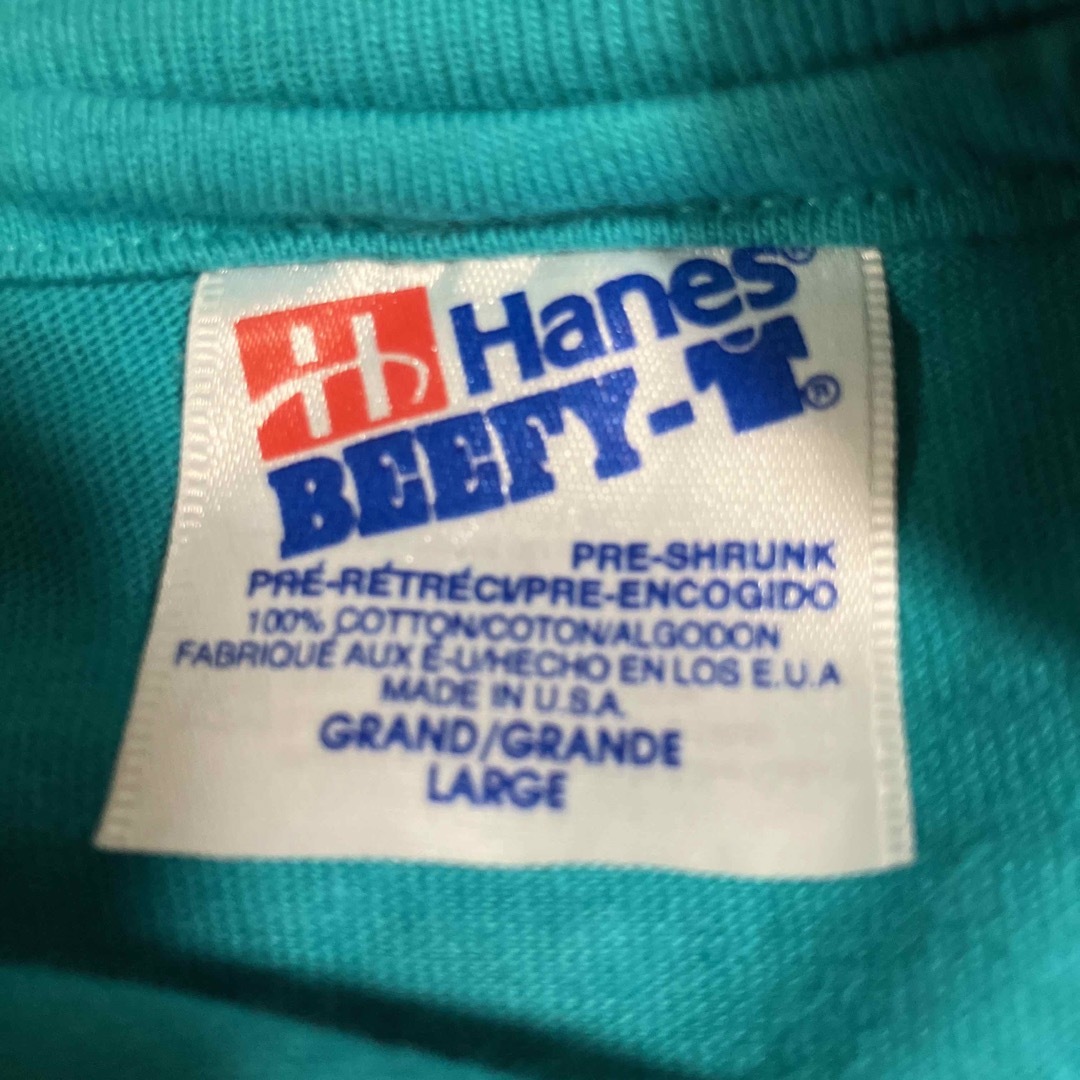 Hanes®
BEEFY-T®
PRE-SHRUNK
PRÉ-RÉTRÉCI/PRE-ENCOGIDO
100% COTTON/COTON/ALGODON
FABRIQUÉ AUX É-U/HECHO EN LOS E.U.A
MADE IN U.S.A.
GRAND/GRANDE
LARGE